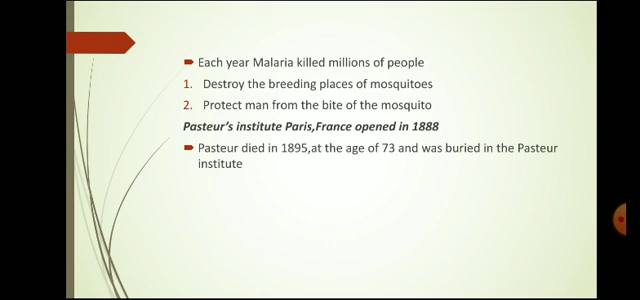 Each year Malaria killed millions of people
1. Destroy the breeding places of mosquitoes
2. Protect man from the bite of the mosquito
Pasteur's institute Paris,France opened in 1888
Pasteur died in 1895,at the age of 73 and was buried in the Pasteur
institute